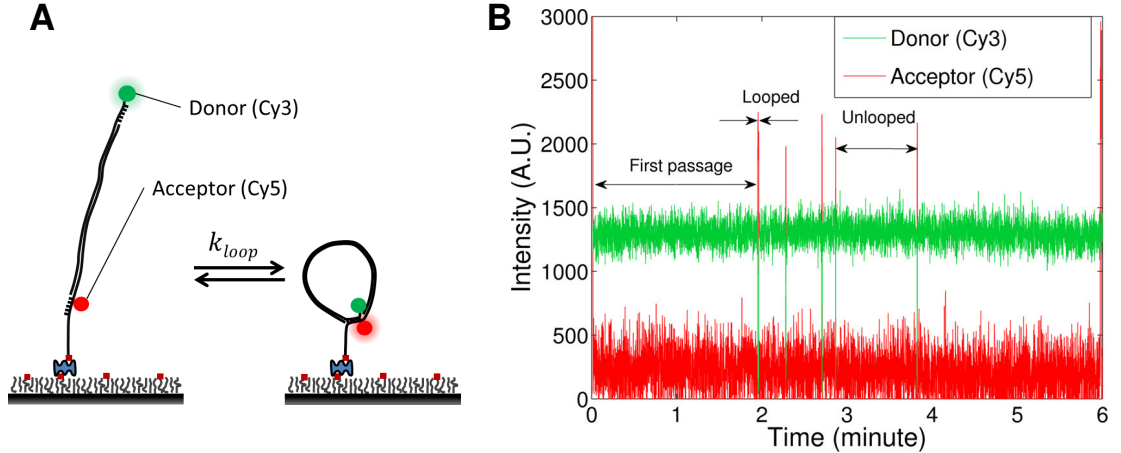 A
Donor (Cy3)
Acceptor (Cy5)
k_loop
B
Intensity (A.U.)
3000
2500
2000
1500
1000
500
0
Donor (Cy3)
Acceptor (Cy5)
Looped
Unlooped
First passage
0 1 2 3 4 5 6
Time (minute)